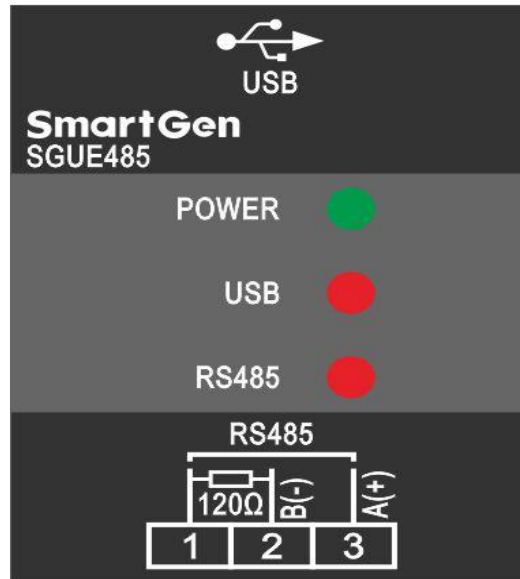 USB
SmartGen
SGUE485
POWER
USB
RS485
RS485
120Ω B(-) A(+)
1 2 3